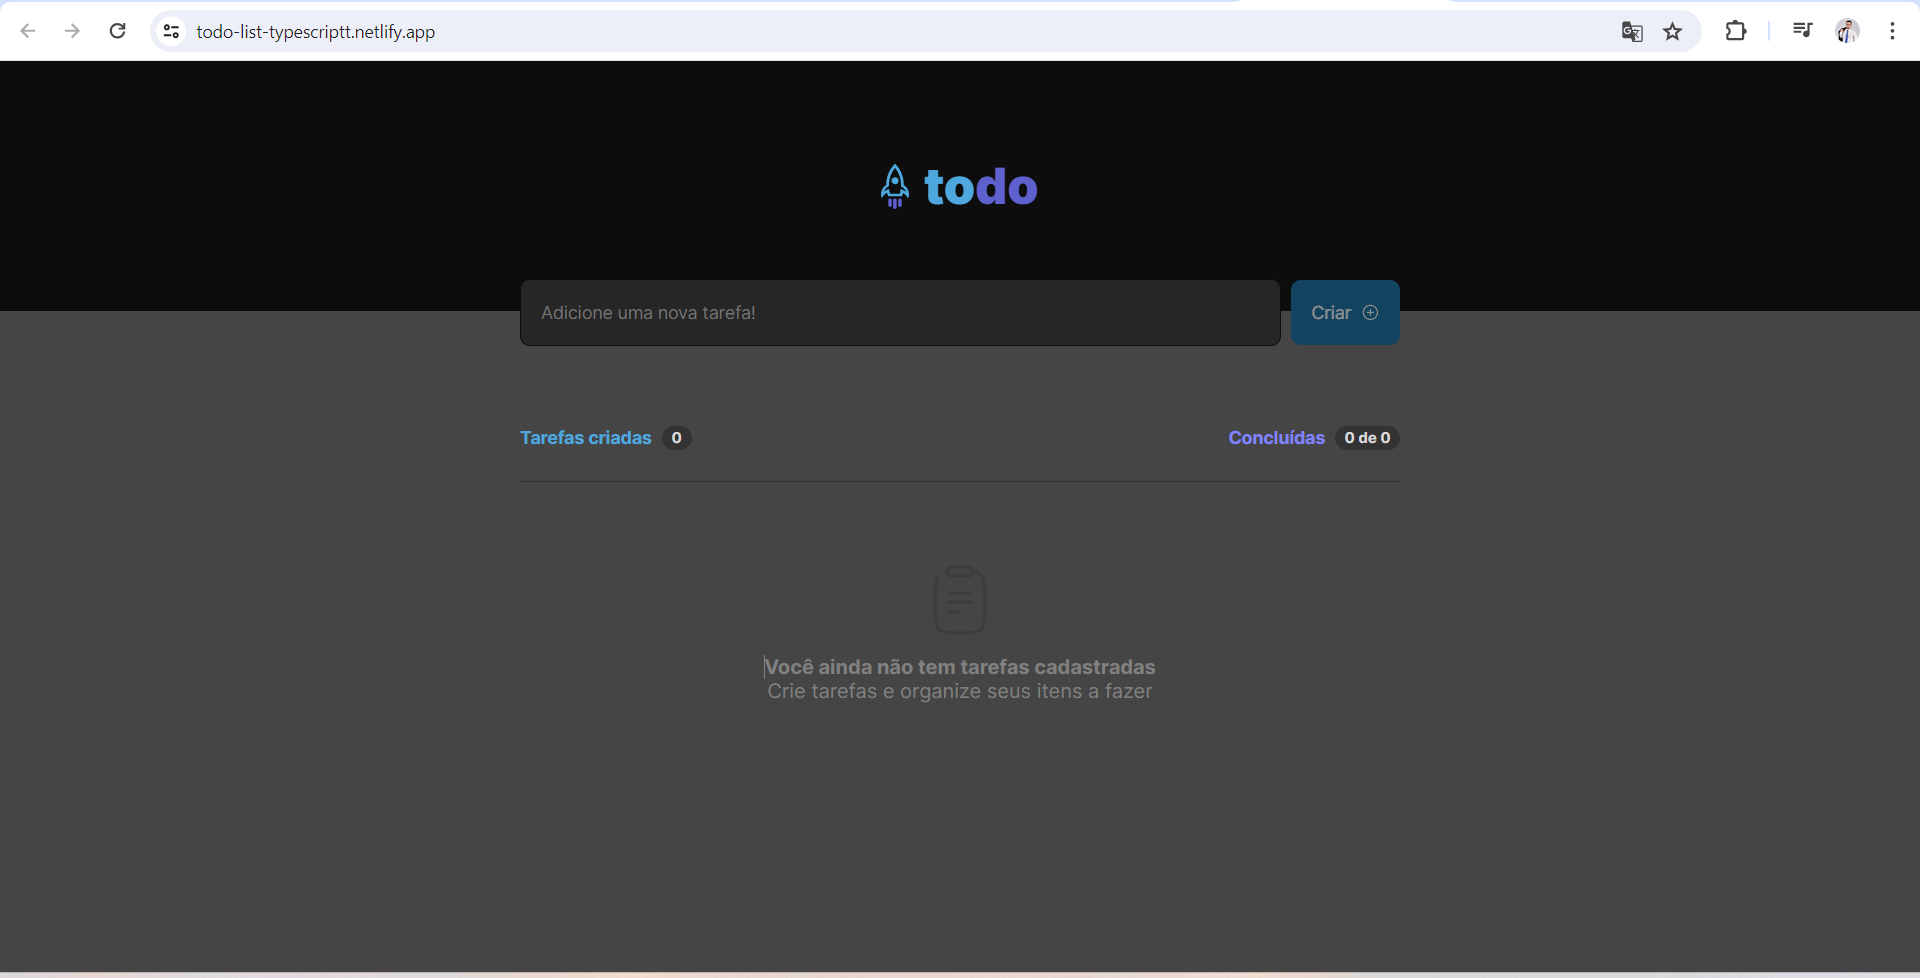 todo-list-typescriptt.netlify.app
todo
Adicione uma nova tarefa!
Criar
Tarefas criadas 0
Concluídas 0 de 0
Você ainda não tem tarefas cadastradas
Crie tarefas e organize seus itens a fazer